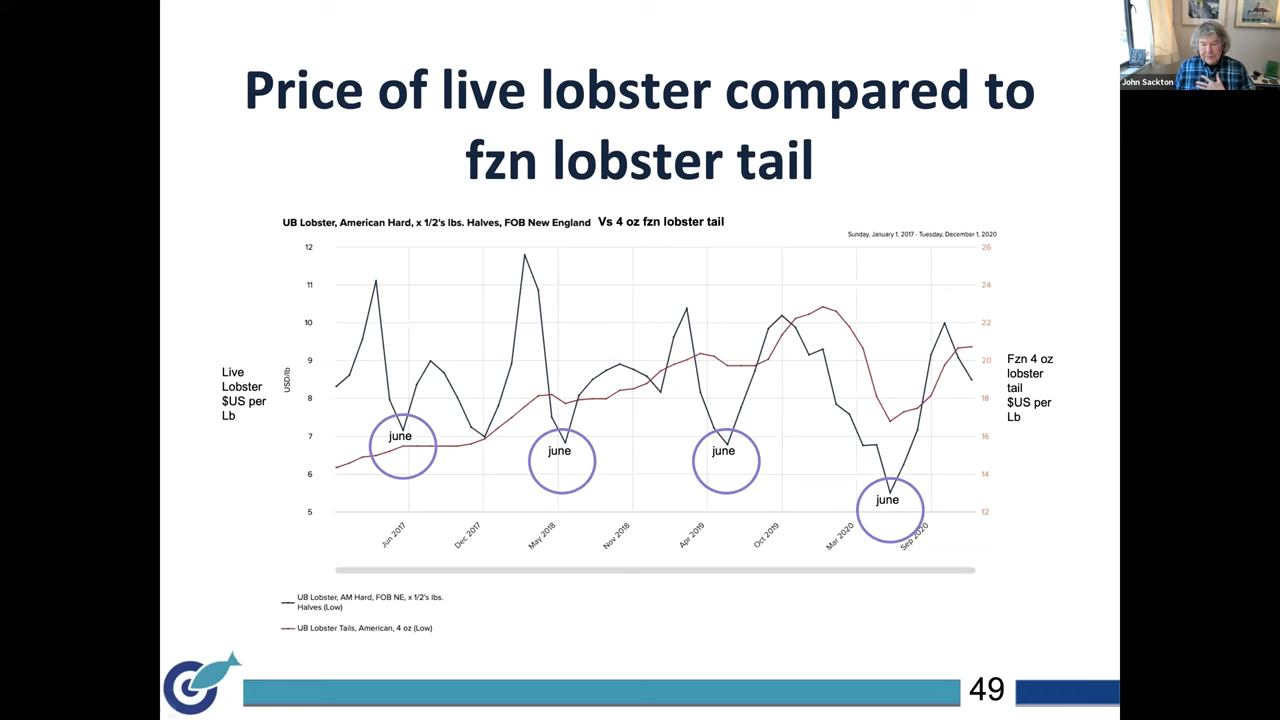 John Sackton
Price of live lobster compared to
fzn lobster tail
UB Lobster, American Hard, x 1/2's lbs. Halves, FOB New England Vs 4 oz fzn lobster tail
Sunday, January 1, 2017 - Tuesday, December 1, 2020
12
11
10
9
8
7
6
5
26
24
22
20
18
16
14
12
Live
Lobster
$US per
Lb
USD/lb
Fzn 4 oz
lobster
tail
$US per
Lb
june
june
june
june
Jun 2017
Dec 2017
May 2018
Nov 2018
Apr 2019
Oct 2019
Mar 2020
Sep 2020
UB Lobster, AM Hard, FOB NE, x 1/2's lbs.
Halves (Low)
UB Lobster Tails, American, 4 oz (Low)
49